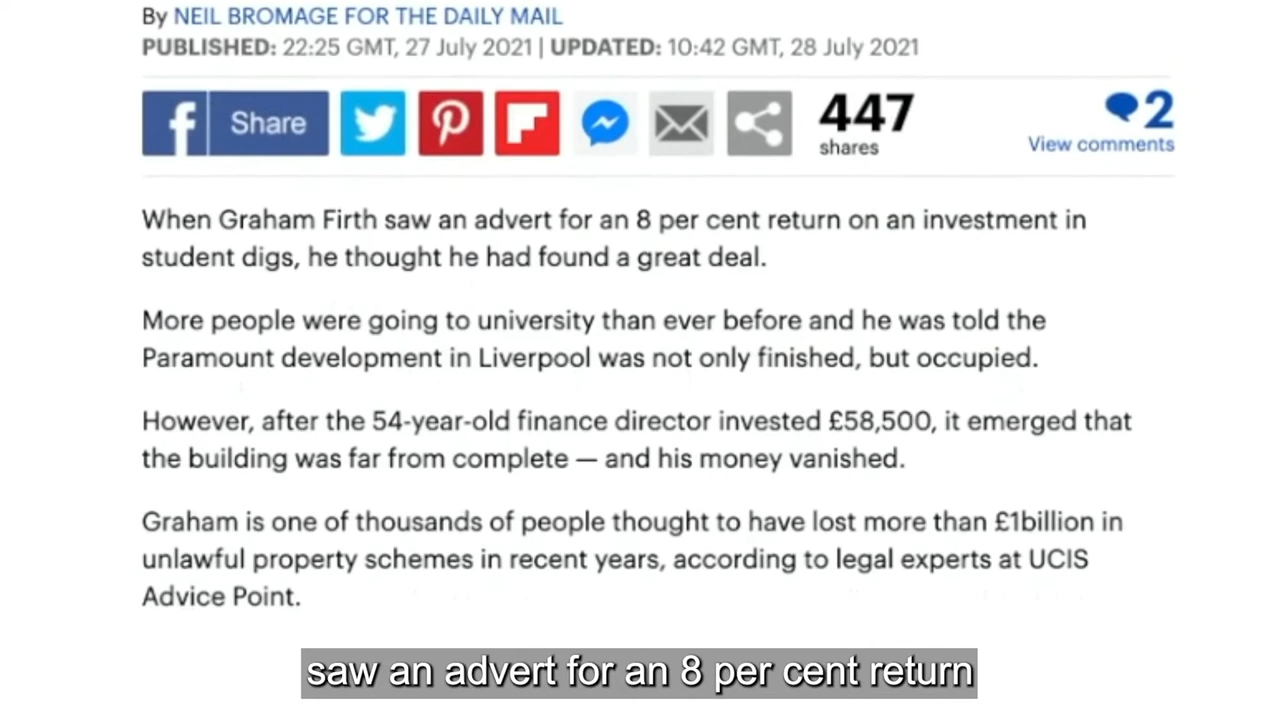 By NEIL BROMAGE FOR THE DAILY MAIL
PUBLISHED: 22:25 GMT, 27 July 2021 | UPDATED: 10:42 GMT, 28 July 2021
Share
447
shares
2
View comments
When Graham Firth saw an advert for an 8 per cent return on an investment in
student digs, he thought he had found a great deal.
More people were going to university than ever before and he was told the
Paramount development in Liverpool was not only finished, but occupied.
However, after the 54-year-old finance director invested £58,500, it emerged that
the building was far from complete — and his money vanished.
Graham is one of thousands of people thought to have lost more than £1billion in
unlawful property schemes in recent years, according to legal experts at UCIS
Advice Point.
saw an advert for an 8 per cent return